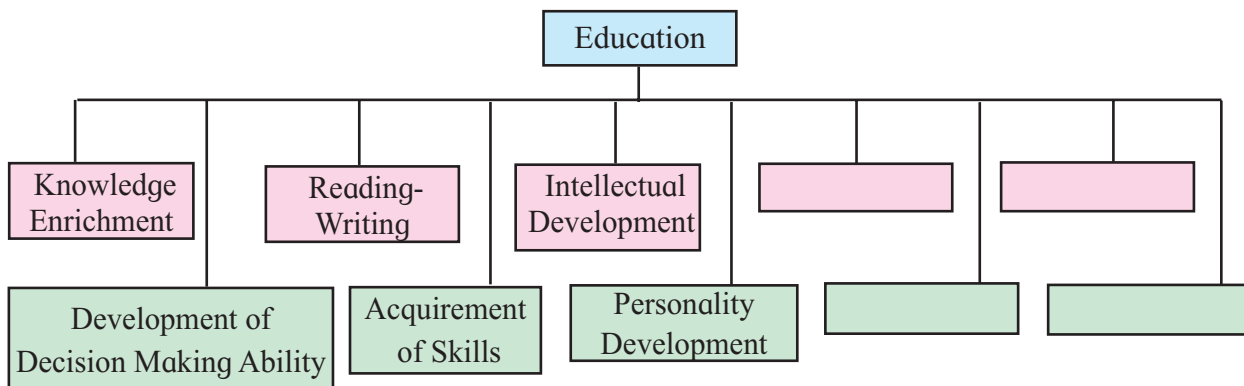 Education
Knowledge
Enrichment
Reading-
Writing
Intellectual
Development
Development of
Decision Making Ability
Acquirement
of Skills
Personality
Development